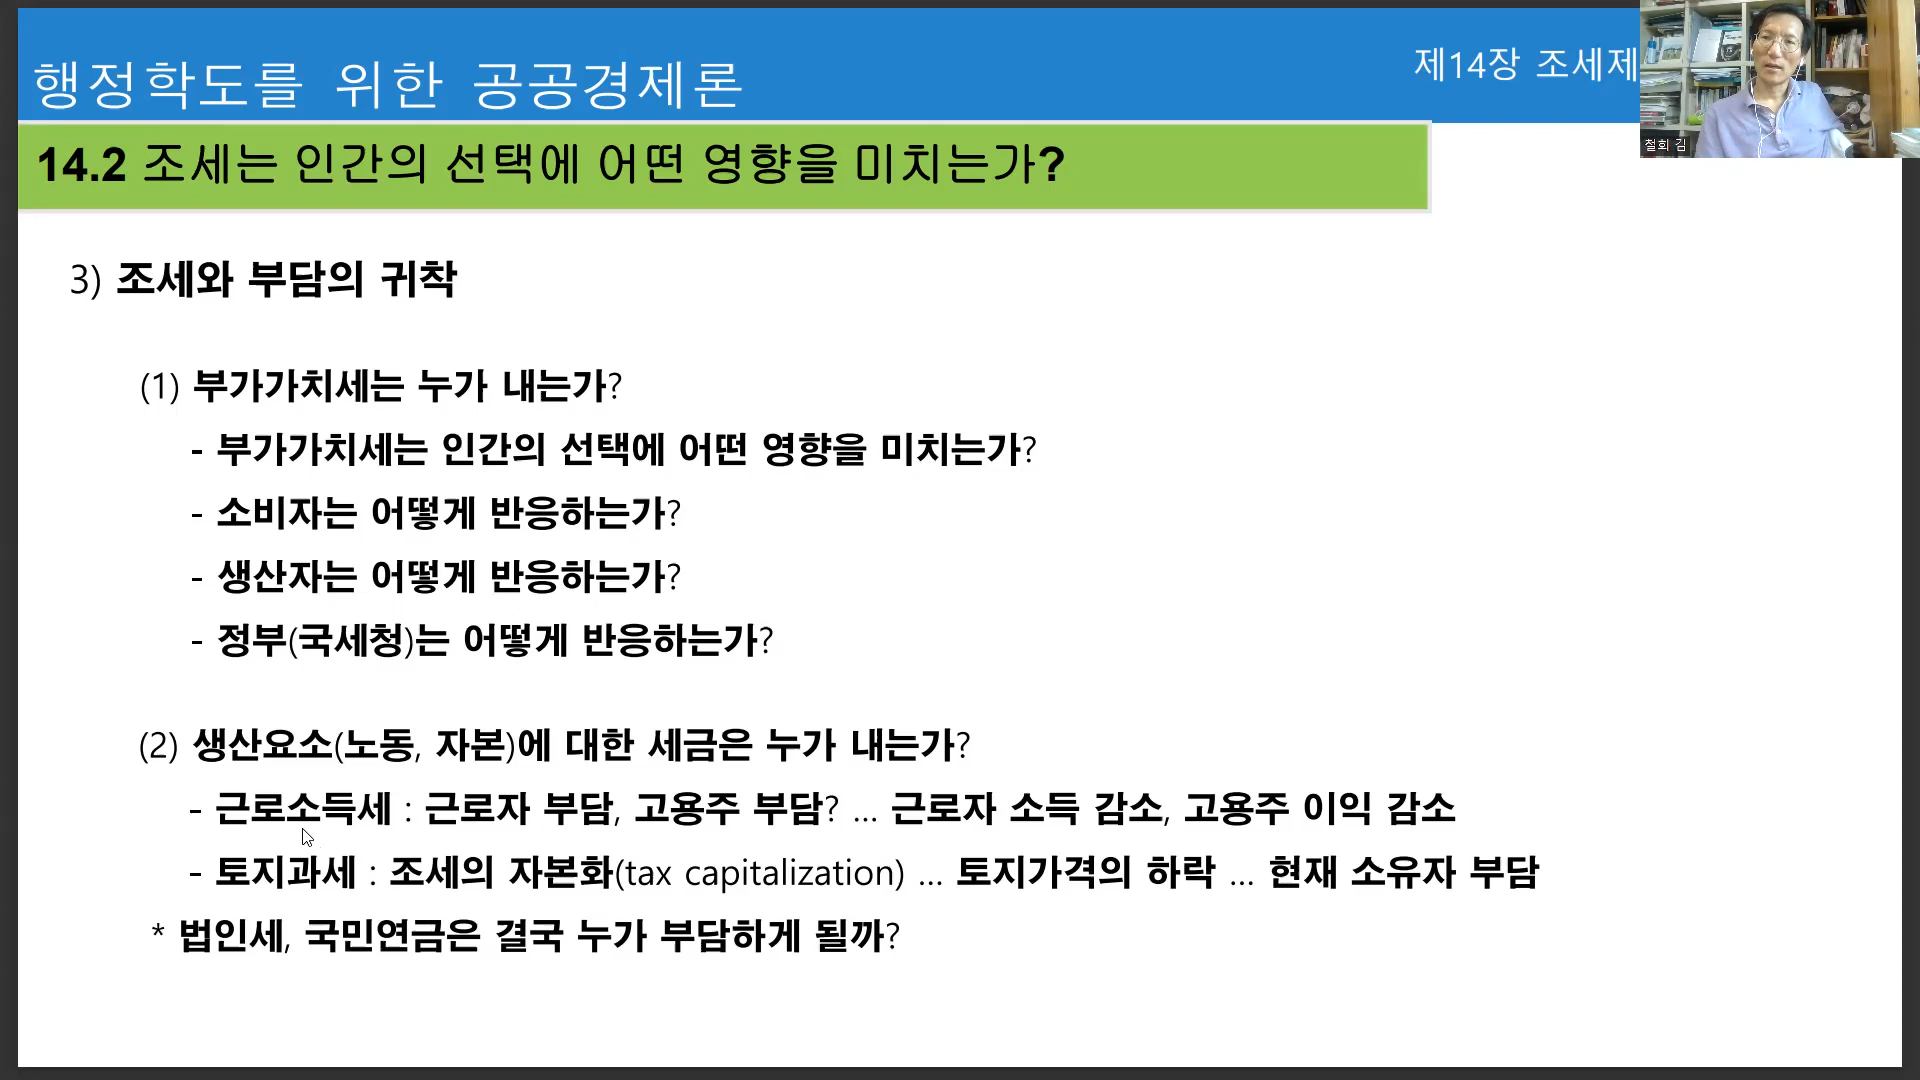 행정학도를 위한 공공경제론
제14장 조세제
철회 김
14.2 조세는 인간의 선택에 어떤 영향을 미치는가?
3) 조세와 부담의 귀착
(1) 부가가치세는 누가 내는가?
- 부가가치세는 인간의 선택에 어떤 영향을 미치는가?
- 소비자는 어떻게 반응하는가?
- 생산자는 어떻게 반응하는가?
- 정부(국세청)는 어떻게 반응하는가?
(2) 생산요소(노동, 자본)에 대한 세금은 누가 내는가?
- 근로소득세 : 근로자 부담, 고용주 부담? ... 근로자 소득 감소, 고용주 이익 감소
- 토지과세 : 조세의 자본화(tax capitalization) ... 토지가격의 하락 ... 현재 소유자 부담
* 법인세, 국민연금은 결국 누가 부담하게 될까?